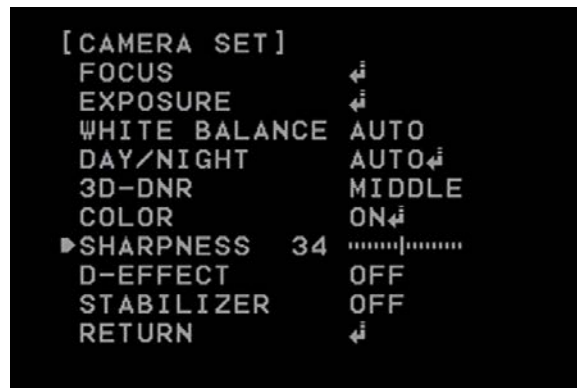 [CAMERA SET]
FOCUS ↲
EXPOSURE ↲
WHITE BALANCE AUTO
DAY/NIGHT AUTO↲
3D-DNR MIDDLE
COLOR ON↲
SHARPNESS 34
D-EFFECT OFF
STABILIZER OFF
RETURN ↲